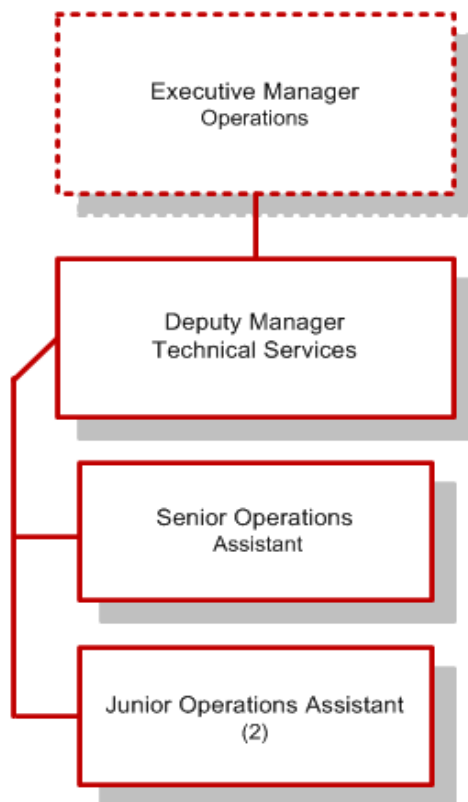 Executive Manager
Operations
Deputy Manager
Technical Services
Senior Operations
Assistant
Junior Operations Assistant
(2)